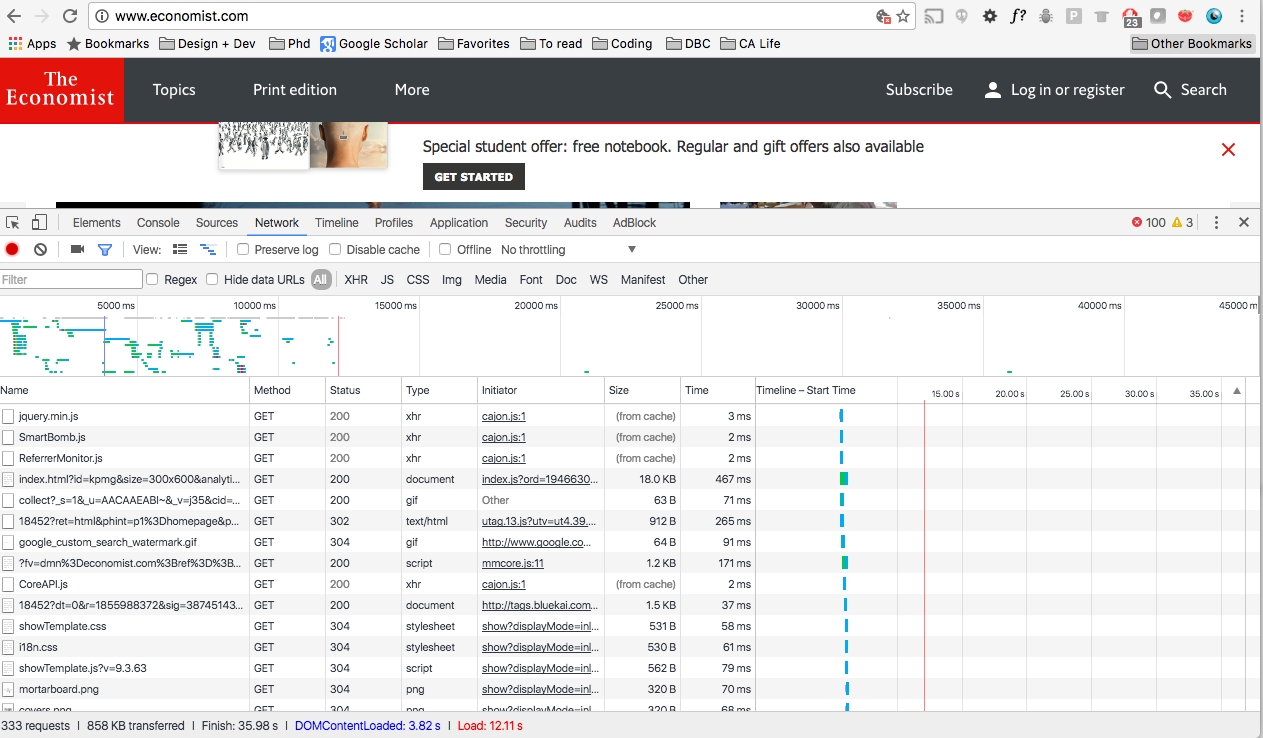 www.economist.com
f?
P
23
Apps Bookmarks Design + Dev Phd Google Scholar Favorites To read Coding DBC CA Life Other Bookmarks
The Economist Topics Print edition More Subscribe Log in or register Search
Special student offer: free notebook. Regular and gift offers also available
GET STARTED
Elements Console Sources Network Timeline Profiles Application Security Audits AdBlock 100 3
View: Preserve log Disable cache Offline No throttling
Filter Regex Hide data URLs All XHR JS CSS Img Media Font Doc WS Manifest Other
5000 ms 10000 ms 15000 ms 20000 ms 25000 ms 30000 ms 35000 ms 40000 ms 45000 m
Name Method Status Type Initiator Size Time Timeline – Start Time 15.00 s 20.00 s 25.00 s 30.00 s 35.00 s
jquery.min.js GET 200 xhr cajon.js:1 (from cache) 3 ms
SmartBomb.js GET 200 xhr cajon.js:1 (from cache) 2 ms
ReferrerMonitor.js GET 200 xhr cajon.js:1 (from cache) 2 ms
index.html?id=kpmg&size=300x600&analyti... GET 200 document index.js?ord=1946630... 18.0 KB 467 ms
collect?_s=1&_u=AACAAEABI~&_v=j35&cid=... GET 200 gif Other 63 B 71 ms
18452?ret=html&phint=p1%3Dhomepage&p... GET 302 text/html utag.13.js?utv=ut4.39.... 912 B 265 ms
google_custom_search_watermark.gif GET 304 gif http://www.google.co... 64 B 91 ms
?fv=dmn%3Deconomist.com%3Bref%3D%3B... GET 200 script mmcore.js:11 1.2 KB 171 ms
CoreAPI.js GET 200 xhr cajon.js:1 (from cache) 2 ms
18452?dt=0&r=1855988372&sig=38745143... GET 200 document http://tags.bluekai.com... 1.5 KB 37 ms
showTemplate.css GET 304 stylesheet show?displayMode=inl... 531 B 58 ms
i18n.css GET 304 stylesheet show?displayMode=inl... 530 B 61 ms
showTemplate.js?v=9.3.63 GET 304 script show?displayMode=inl... 562 B 79 ms
mortarboard.png GET 304 png show?displayMode=inl... 320 B 70 ms
covers.png GET 304 png show?displayMode=inl... 320 B 68 ms
333 requests | 858 KB transferred | Finish: 35.98 s | DOMContentLoaded: 3.82 s | Load: 12.11 s